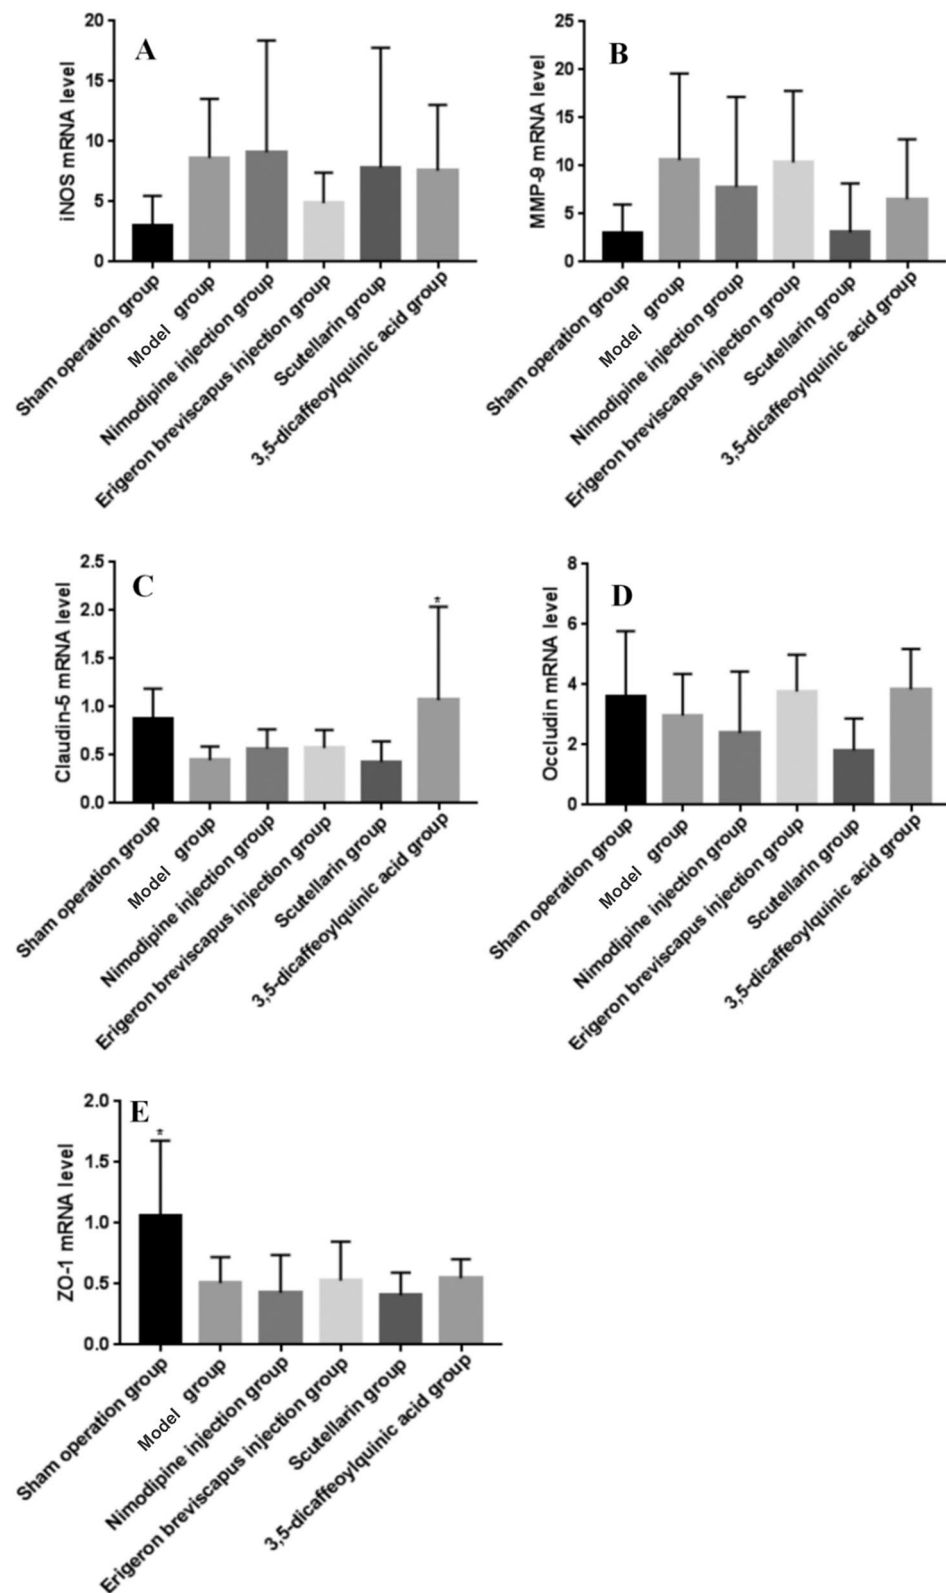 A
iNOS mRNA level
20
15
10
5
0
Sham operation group
Model group
Nimodipine injection group
Erigeron breviscapus injection group
Scutellarin group
3,5-dicaffeoylquinic acid group
B
MMP-9 mRNA level
25
20
15
10
5
0
Sham operation group
Model group
Nimodipine injection group
Erigeron breviscapus injection group
Scutellarin group
3,5-dicaffeoylquinic acid group
C
Claudin-5 mRNA level
2.5
2.0
1.5
1.0
0.5
0.0
*
Sham operation group
Model group
Nimodipine injection group
Erigeron breviscapus injection group
Scutellarin group
3,5-dicaffeoylquinic acid group
D
Occludin mRNA level
8
6
4
2
0
Sham operation group
Model group
Nimodipine injection group
Erigeron breviscapus injection group
Scutellarin group
3,5-dicaffeoylquinic acid group
E
ZO-1 mRNA level
2.0
1.5
1.0
0.5
0.0
*
Sham operation group
Model group
Nimodipine injection group
Erigeron breviscapus injection group
Scutellarin group
3,5-dicaffeoylquinic acid group